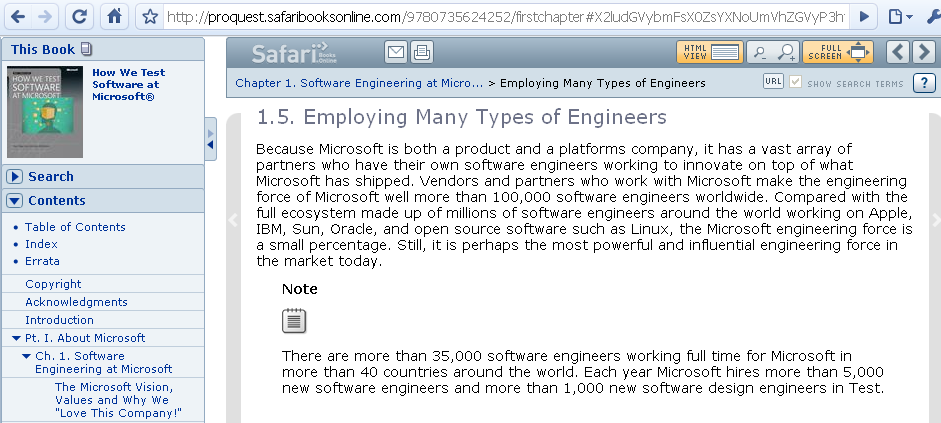 http://proquest.safaribooksonline.com/9780735624252/firstchapter#X2ludGVybmFsX0ZsYXNoUmVhZGVyP3h
This Book
HOW WE TEST
SOFTWARE
AT MICROSOFT
How We Test
Software at
Microsoft®
Search
Contents
• Table of Contents
• Index
• Errata
Copyright
Acknowledgments
Introduction
Pt. I. About Microsoft
Ch. 1. Software
Engineering at Microsoft
The Microsoft Vision,
Values and Why We
"Love This Company!"
Safari Books Online
HTML
VIEW
FULL
SCREEN
Chapter 1. Software Engineering at Micro... > Employing Many Types of Engineers
URL
SHOW SEARCH TERMS
?
1.5. Employing Many Types of Engineers
Because Microsoft is both a product and a platforms company, it has a vast array of
partners who have their own software engineers working to innovate on top of what
Microsoft has shipped. Vendors and partners who work with Microsoft make the engineering
force of Microsoft well more than 100,000 software engineers worldwide. Compared with the
full ecosystem made up of millions of software engineers around the world working on Apple,
IBM, Sun, Oracle, and open source software such as Linux, the Microsoft engineering force is
a small percentage. Still, it is perhaps the most powerful and influential engineering force in
the market today.
Note
There are more than 35,000 software engineers working full time for Microsoft in
more than 40 countries around the world. Each year Microsoft hires more than 5,000
new software engineers and more than 1,000 new software design engineers in Test.